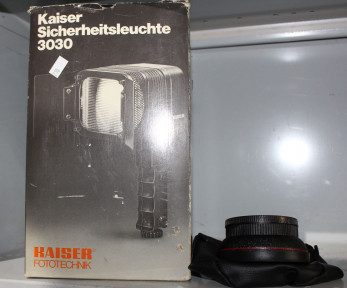 Kaiser
Sicherheitsleuchte
3030
KAISER
FOTOTECHNIK